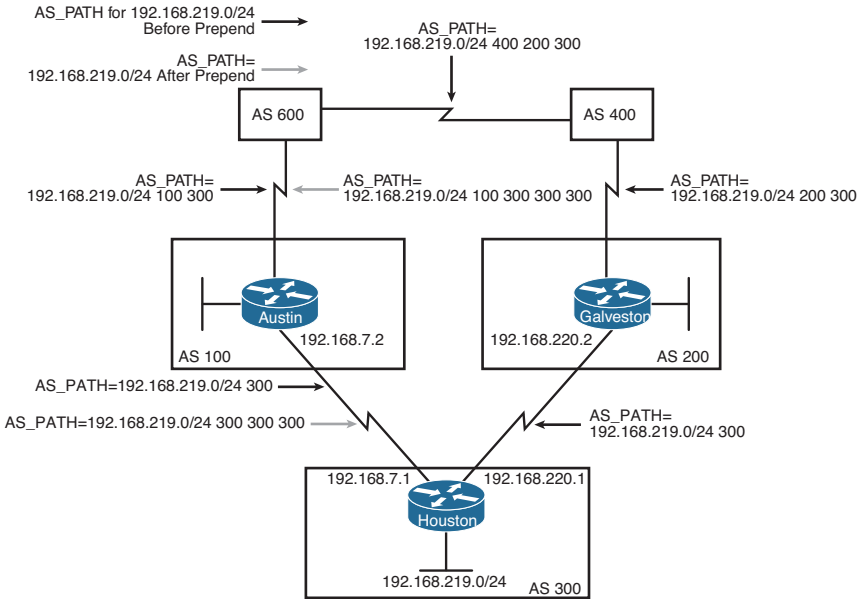 AS_PATH for 192.168.219.0/24
Before Prepend
AS_PATH=
192.168.219.0/24 After Prepend
AS_PATH=
192.168.219.0/24 400 200 300
AS 600
AS 400
AS_PATH=
192.168.219.0/24 100 300
AS_PATH=
192.168.219.0/24 100 300 300 300
AS_PATH=
192.168.219.0/24 200 300
Austin
192.168.7.2
AS 100
Galveston
192.168.220.2
AS 200
AS_PATH=192.168.219.0/24 300
AS_PATH=192.168.219.0/24 300 300 300
AS_PATH=
192.168.219.0/24 300
192.168.7.1
192.168.220.1
Houston
192.168.219.0/24
AS 300